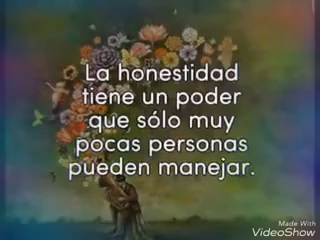 La honestidad
tiene un poder
que sólo muy
pocas personas
pueden manejar.
Made With
VideoShow